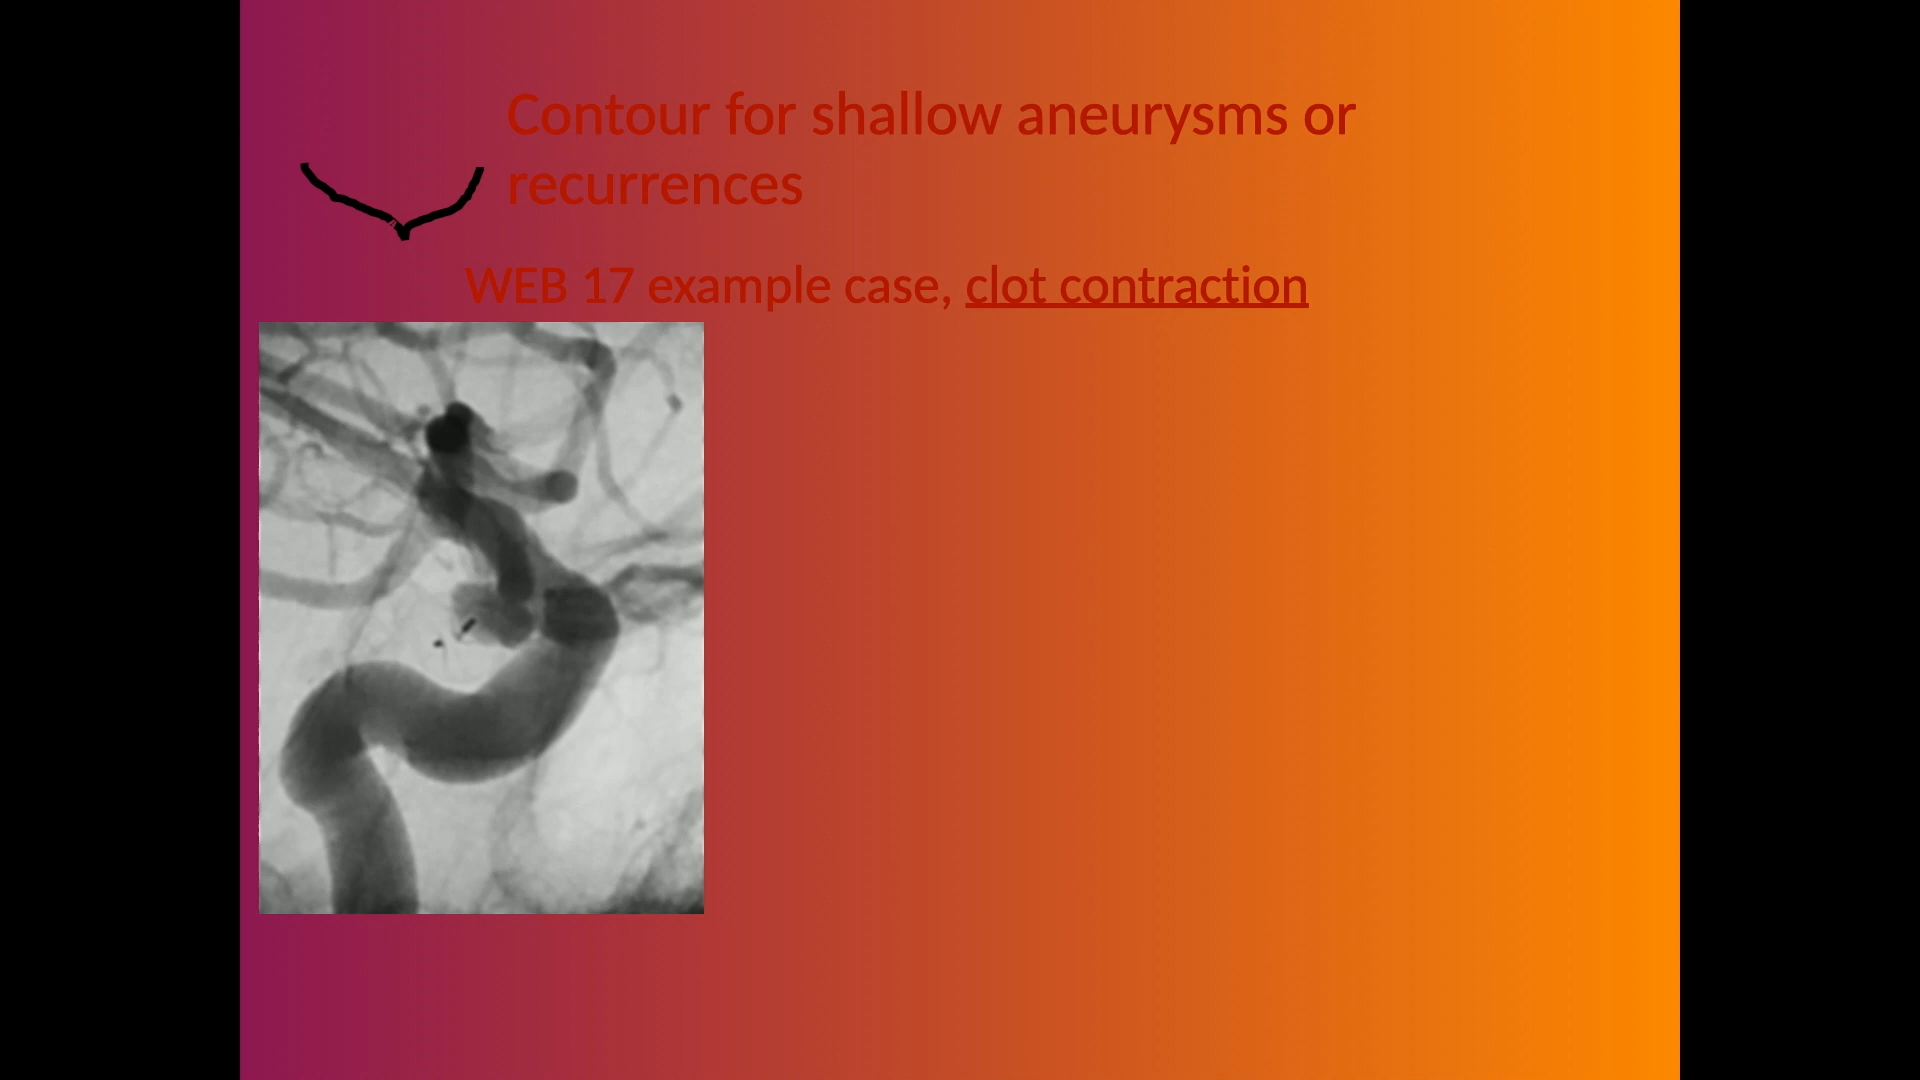 Contour for shallow aneurysms or
recurrences
WEB 17 example case, clot contraction